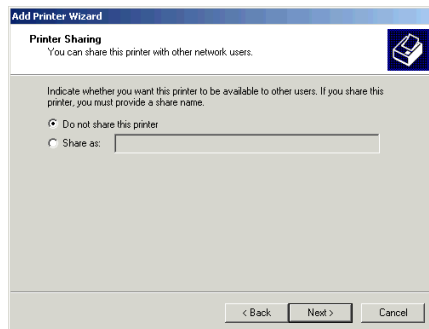 Add Printer Wizard
Printer Sharing
You can share this printer with other network users.
Indicate whether you want this printer to be available to other users. If you share this
printer, you must provide a share name.
Do not share this printer
Share as:
< Back Next > Cancel